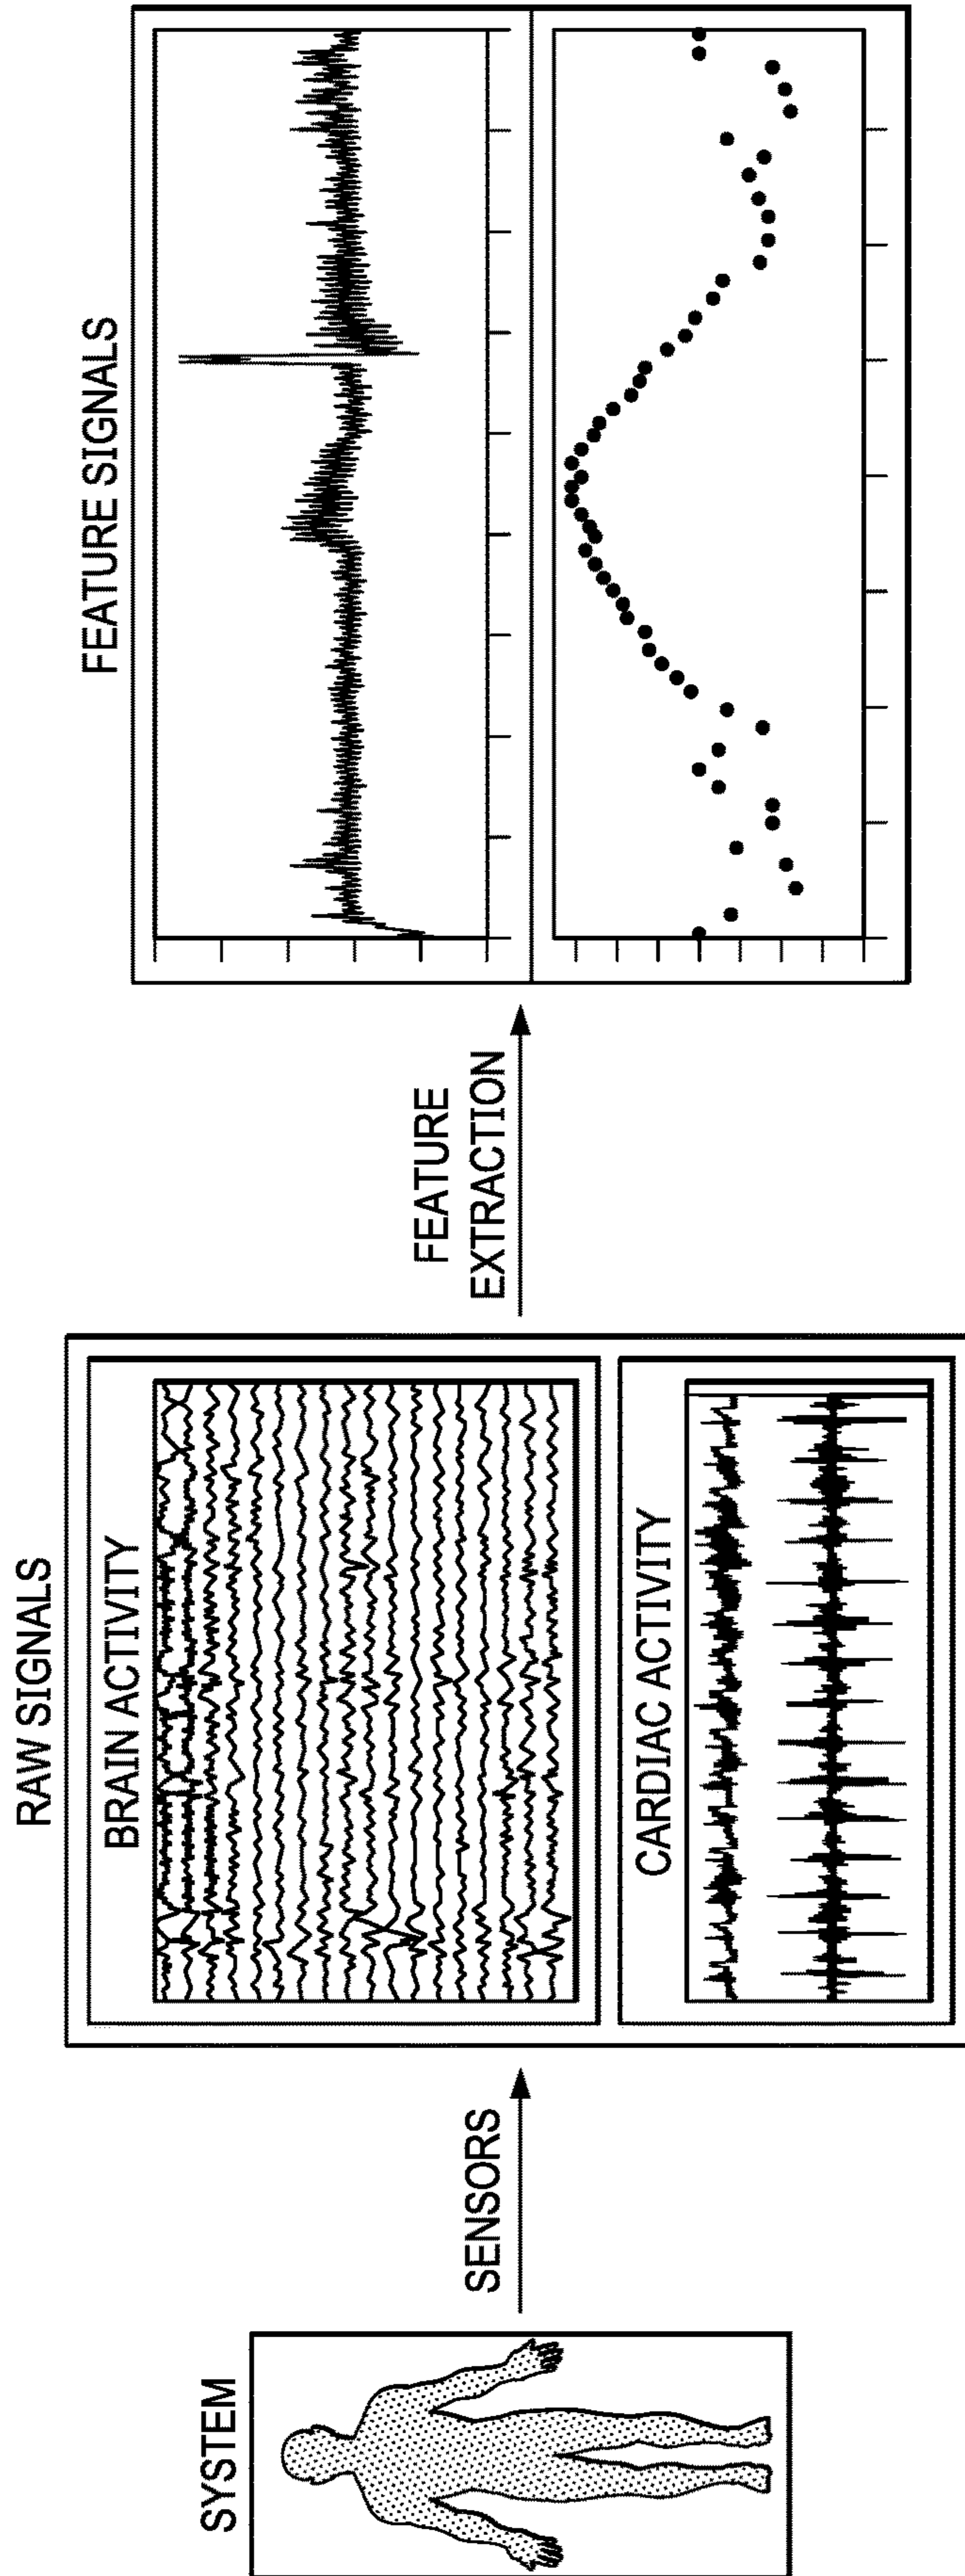 SYSTEM
SENSORS
RAW SIGNALS
BRAIN ACTIVITY
CARDIAC ACTIVITY
FEATURE
EXTRACTION
FEATURE SIGNALS